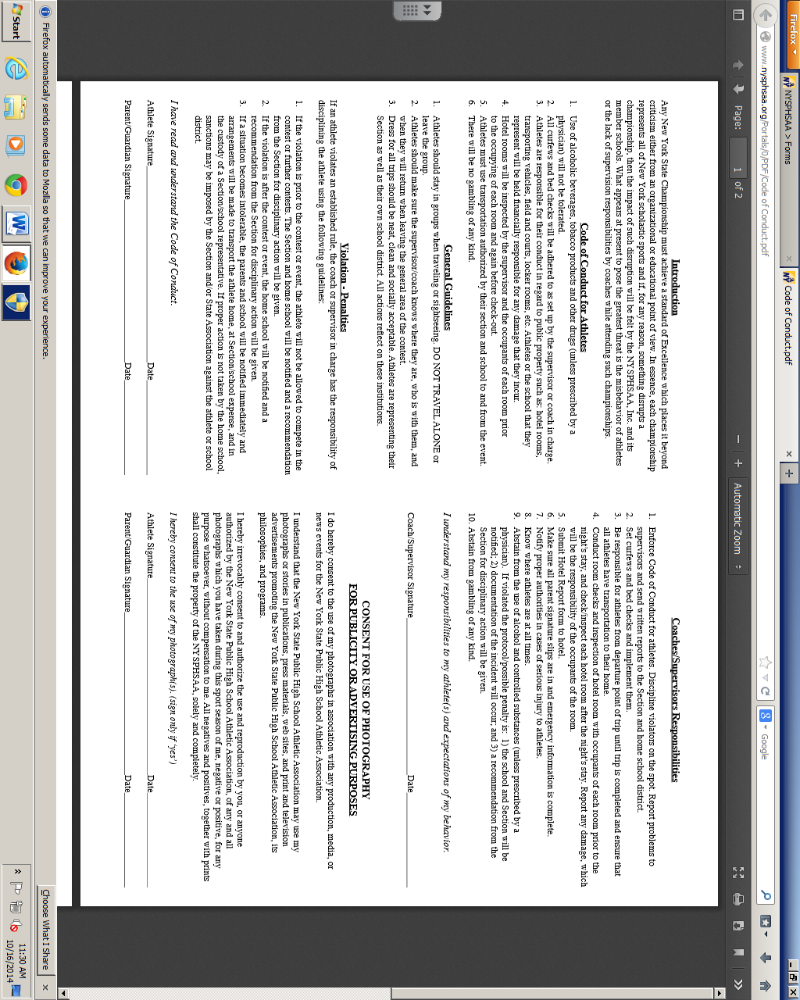 Firefox
NYSPHSAA > Forms
Code of Conduct.pdf
www.nysphsaa.org/Portals/0/PDF/Code of Conduct.pdf
Google
Page:
1
of 2
Automatic Zoom
Introduction
Any New York State Championship must achieve a standard of Excellence which places it beyond
criticism either from an organizational or educational point of view. In essence, each championship
represents all of New York scholastic sports and if, for any reason, something disrupts a
championship, then the impact of such disruption will be felt by the NYSPHSAA, Inc. and its
member schools. What appears at present to pose the greatest threat is the misbehavior of athletes
or the lack of supervision responsibilities by coaches while attending such championships.
Code of Conduct for Athletes
1. Use of alcoholic beverages, tobacco products and other drugs (unless prescribed by a
physician) will not be tolerated.
2. All curfews and bed checks will be adhered to as set up by the supervisor or coach in charge.
3. Athletes are responsible for their conduct in regard to public property such as: hotel rooms,
transporting vehicles, field and courts, locker rooms, etc. Athletes or the school that they
represent will be held financially responsible for any damage that they incur.
4. Hotel rooms will be inspected by the supervisor and the occupants of each room prior
to the occupying of each room and again before check-out.
5. Athletes must use transportation authorized by their section and school to and from the event.
6. There will be no gambling of any kind.
General Guidelines
1. Athletes should stay in groups when traveling or sightseeing. DO NOT TRAVEL ALONE or
leave the group.
2. Athletes should make sure the supervisor/coach knows where they are, who is with them, and
when they will return when leaving the general area of the contest.
3. Dress for all trips should be neat, clean and socially acceptable. Athletes are representing their
Section as well as their own school district. All actions reflect on these institutions.
Violation - Penalties
If an athlete violates an established rule, the coach or supervisor in charge has the responsibility of
disciplining the athlete using the following guidelines:
1. If the violation is prior to the contest or event, the athlete will not be allowed to compete in the
contest or further contests. The Section and home school will be notified and a recommendation
from the Section for disciplinary action will be given.
2. If the violation is after the contest or event, the home school will be notified and a
recommendation from the Section for disciplinary action will be given.
3. If a situation becomes intolerable, the parents and school will be notified immediately and
arrangements will be made to transport the athlete home, at Section/school expense, and in
the custody of a Section/school representative. If proper action is not taken by the home school,
sanctions may be imposed by the Section and/or State Association against the athlete or school
district.
I have read and understand the Code of Conduct.
Athlete Signature Date
Parent/Guardian Signature Date
Coaches/Supervisors Responsibilities
1. Enforce Code of Conduct for athletes. Discipline violators on the spot. Report problems to
supervisors and send written reports to the Section and home school district.
2. Set curfews and bed checks and implement them.
3. Be responsible for athletes from departure point of trip until trip is completed and ensure that
all athletes have transportation to their home.
4. Conduct room checks and inspection of hotel room with occupants of each room prior to the
night's stay, and check/inspect each hotel room after the night's stay. Report any damage, which
will be the responsibility of the occupants of the room.
5. Submit Hotel Report form to hotel.
6. Make sure all parent signature slips are in and emergency information is complete.
7. Notify proper authorities in cases of serious injury to athletes.
8. Know where athletes are at all times.
9. Abstain from the use of alcohol and controlled substances (unless prescribed by a
physician). If violated the protocol/possible penalty is: 1) the school and Section will be
notified; 2) documentation of the incident will occur; and 3) a recommendation from the
Section for disciplinary action will be given.
10. Abstain from gambling of any kind.
I understand my responsibilities to my athlete(s) and expectations of my behavior.
Coach/Supervisor Signature Date
CONSENT FOR USE OF PHOTOGRAPHY
FOR PUBLICITY OR ADVERTISING PURPOSES
I do hereby consent to the use of my photographs in association with any production, media, or
news events for the New York State Public High School Athletic Association.
I understand that the New York State Public High School Athletic Association may use my
photographs or stories in publications, press materials, web sites, and print and television
advertisements promoting the New York State Public High School Athletic Association, its
philosophies, and programs.
I hereby irrevocably consent to and authorize the use and reproduction by you, or anyone
authorized by the New York State Public High School Athletic Association, of any and all
photographs which you have taken during this sport season of me, negative or positive, for any
purpose whatsoever, without compensation to me. All negatives and positives, together with prints
shall constitute the property of the NYSPHSAA, solely and completely.
I hereby consent to the use of my photograph(s). (sign only if 'yes')
Athlete Signature Date
Parent/Guardian Signature Date
Firefox automatically sends some data to Mozilla so that we can improve your experience.
Choose What I Share
Start
11:30 AM
10/16/2014